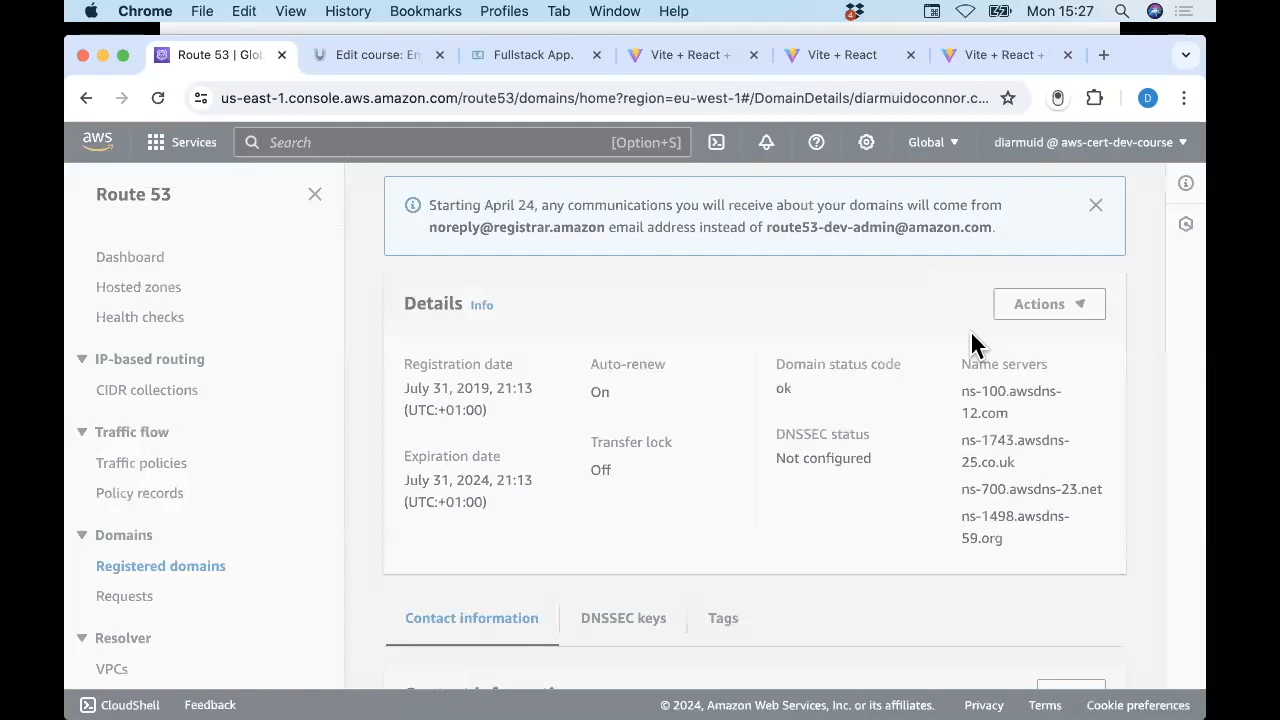 Chrome File Edit View History Bookmarks Profiles Tab Window Help 4 Mon 15:27
Route 53 | Glo Edit course: En Fullstack App. Vite + React + Vite + React Vite + React +
us-east-1.console.aws.amazon.com/route53/domains/home?region=eu-west-1#/DomainDetails/diarmuidoconnor.c... D
aws Services Search [Option+S] Global diarmuid @ aws-cert-dev-course
Route 53
Dashboard
Hosted zones
Health checks
IP-based routing
CIDR collections
Traffic flow
Traffic policies
Policy records
Domains
Registered domains
Requests
Resolver
VPCs
Starting April 24, any communications you will receive about your domains will come from
noreply@registrar.amazon email address instead of route53-dev-admin@amazon.com.
Details Info
Actions
Registration date
July 31, 2019, 21:13
(UTC:+01:00)
Expiration date
July 31, 2024, 21:13
(UTC:+01:00)
Auto-renew
On
Transfer lock
Off
Domain status code
ok
DNSSEC status
Not configured
Name servers
ns-100.awsdns-
12.com
ns-1743.awsdns-
25.co.uk
ns-700.awsdns-23.net
ns-1498.awsdns-
59.org
Contact information DNSSEC keys Tags
CloudShell Feedback © 2024, Amazon Web Services, Inc. or its affiliates. Privacy Terms Cookie preferences